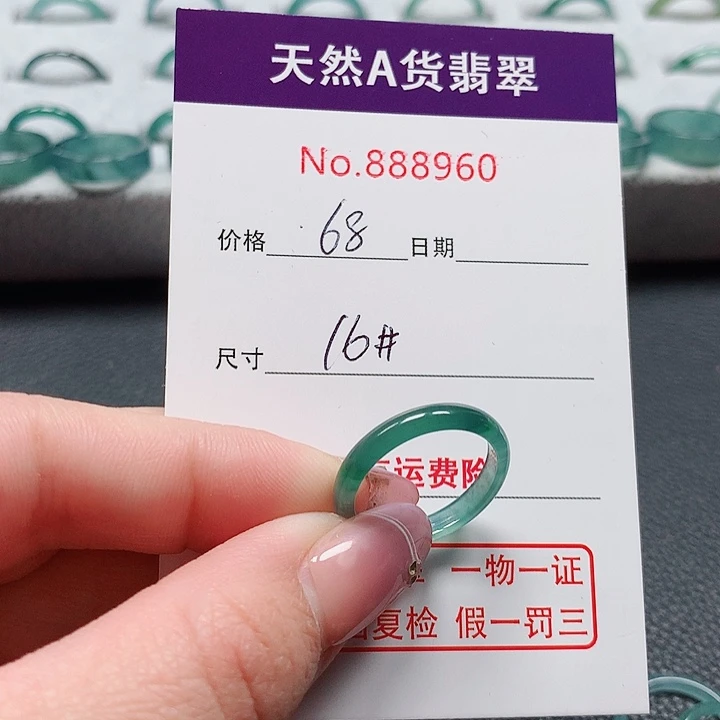 天然A货翡翠
No.888960
价格 68 日期
尺寸 16#
运费险
一物一证
复检 假一罚三